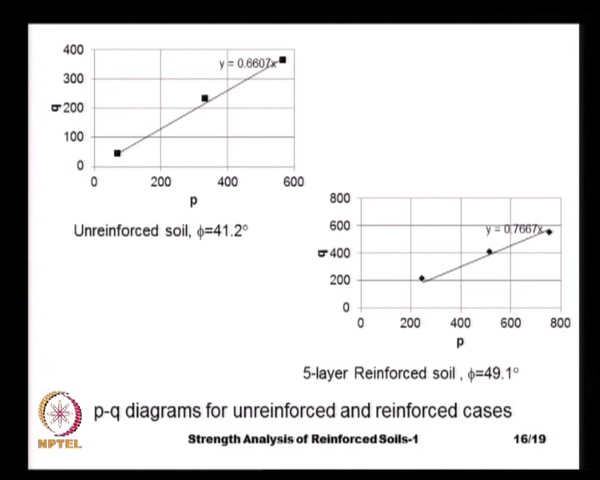 400
300
200
100
0
q
y = 0.6607x
0 200 400 600
p
Unreinforced soil, ϕ=41.2°
800
600
400
200
0
q
y = 0.7667x
0 200 400 600 800
p
5-layer Reinforced soil , ϕ=49.1°
p-q diagrams for unreinforced and reinforced cases
NPTEL
Strength Analysis of Reinforced Soils-1 16/19